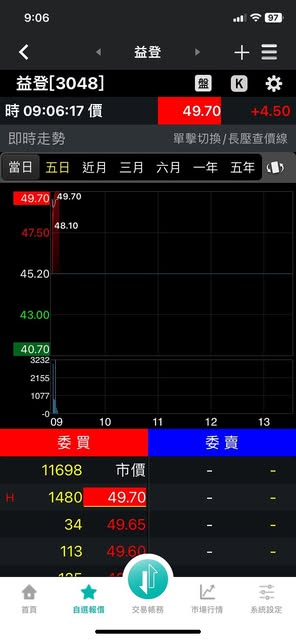 9:06
97
益登
益登[3048]
盤
K
時 09:06:17 價 49.70 +4.50
即時走勢 單擊切換/長壓查價線
當日 五日 近月 三月 六月 一年 五年
49.70
49.70
47.50
48.10
45.20
43.00
40.70
3232
2155
1077
-0
09 10 11 12 13
委買 委賣
11698 市價 - -
H 1480 49.70 - -
34 49.65 - -
113 49.60 - -
首頁 自選報價 交易帳務 市場行情 系統設定